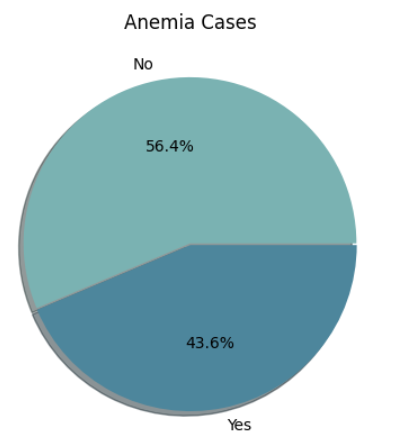 Anemia Cases
No
56.4%
43.6%
Yes